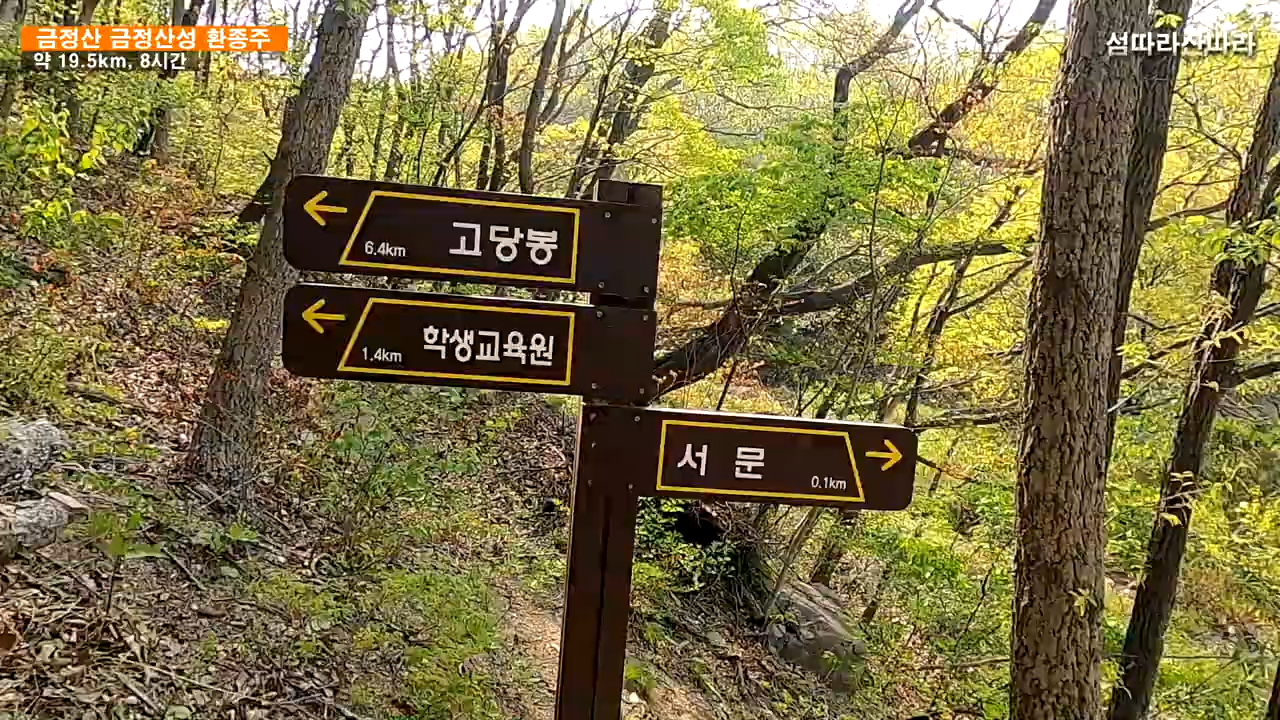 금정산 금정산성 환종주
약 19.5km, 8시간
섬따라산따라
고당봉
6.4km
학생교육원
1.4km
서문
0.1km